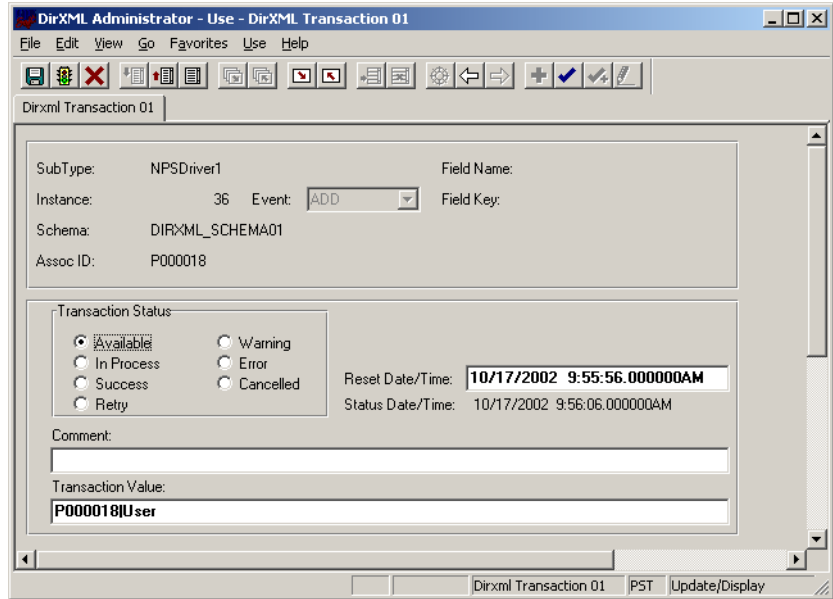 DirXML Administrator - Use - DirXML Transaction 01
File Edit View Go Favorites Use Help
Dirxml Transaction 01
SubType: NPSDriver1 Field Name:
Instance: 36 Event: ADD Field Key:
Schema: DIRXML_SCHEMA01
Assoc ID: P000018
Transaction Status
Available Warning
In Process Error
Success Cancelled
Retry
Reset Date/Time: 10/17/2002 9:55:56.000000AM
Status Date/Time: 10/17/2002 9:56:06.000000AM
Comment:
Transaction Value:
P000018|User
Dirxml Transaction 01 PST Update/Display